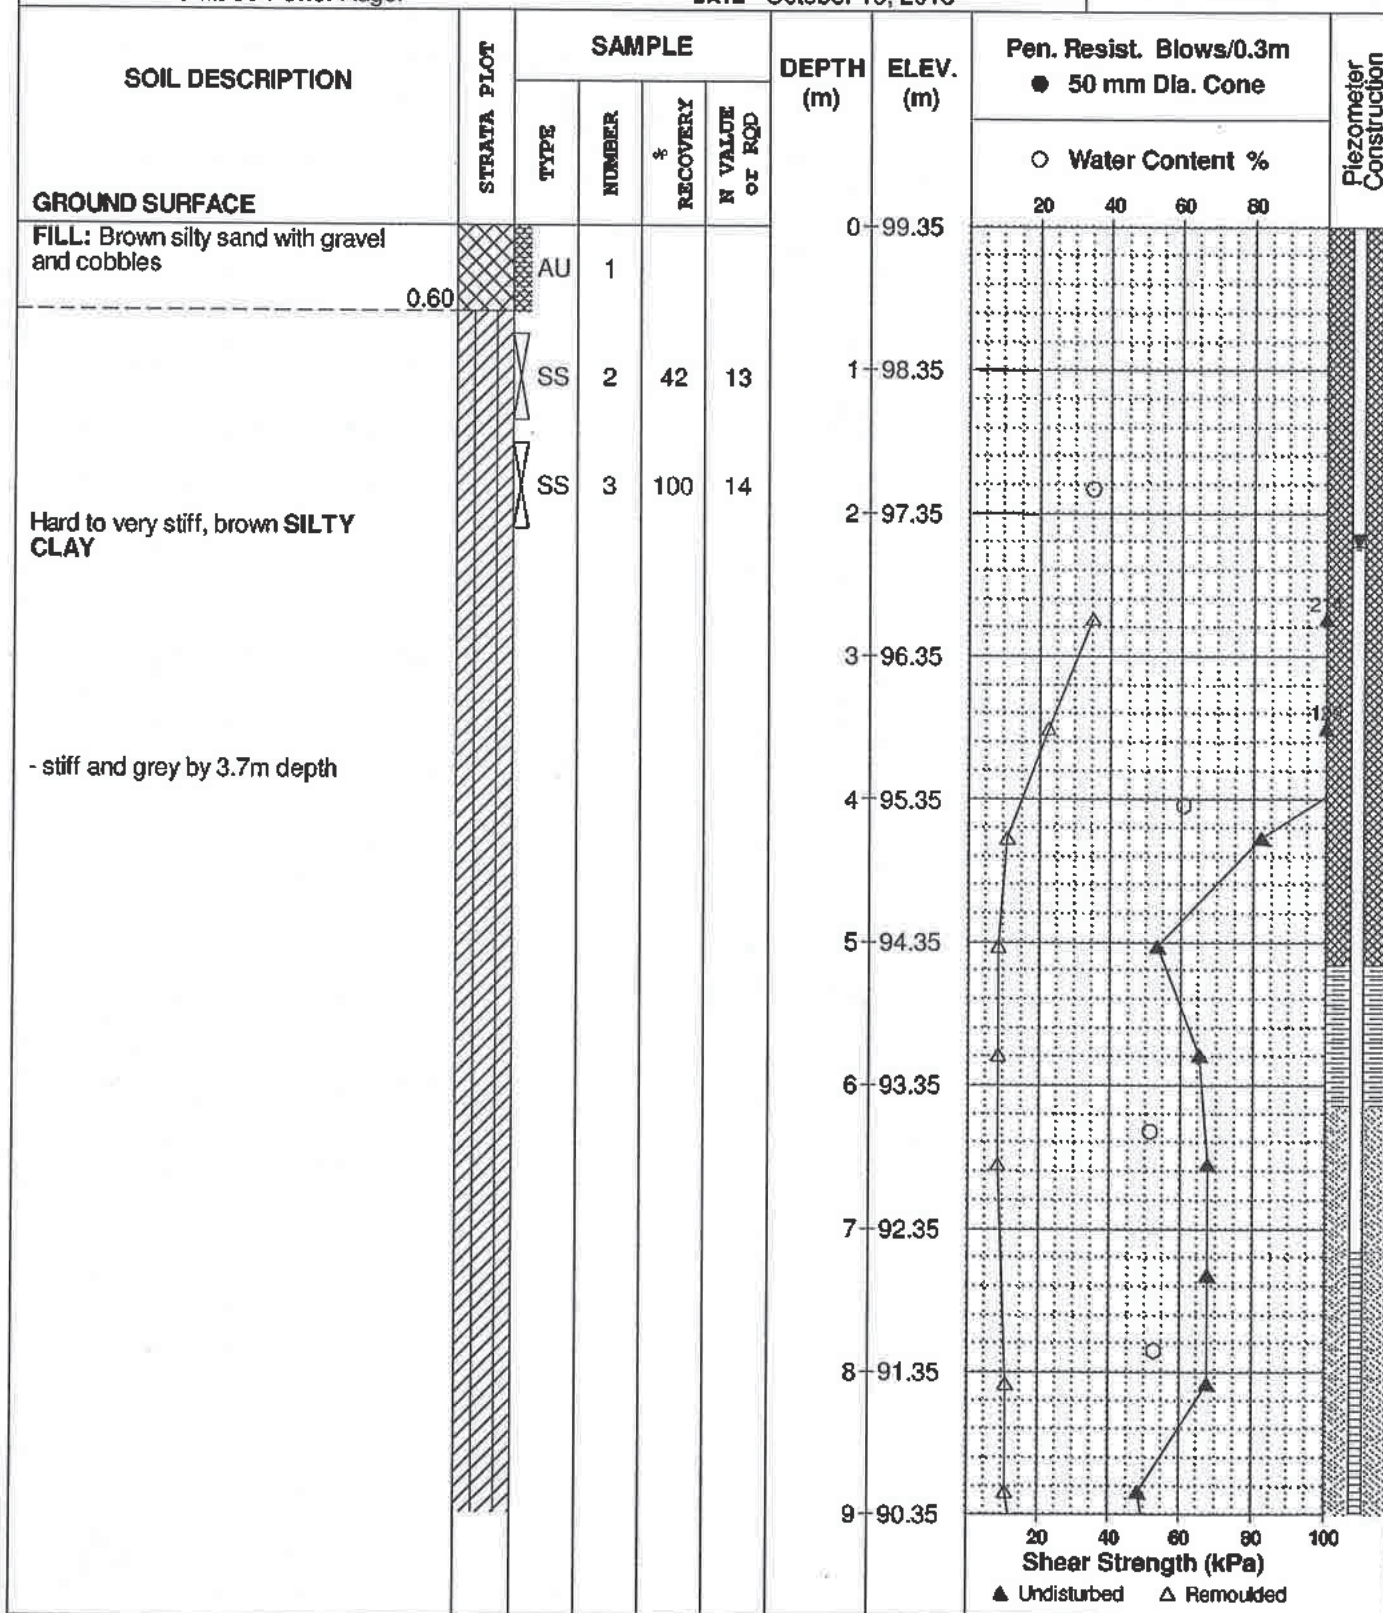 Power Auger
DATE October
SOIL DESCRIPTION
STRATA PLOT
SAMPLE
TYPE
NUMBER
% RECOVERY
N VALUE or RQD
DEPTH (m)
ELEV. (m)
Pen. Resist. Blows/0.3m
● 50 mm Dia. Cone
○ Water Content %
Piezometer Construction
20 40 60 80
GROUND SURFACE
0 99.35
FILL: Brown silty sand with gravel
and cobbles
0.60
AU 1
SS 2 42 13
1 98.35
SS 3 100 14
2 97.35
Hard to very stiff, brown SILTY
CLAY
3 96.35
- stiff and grey by 3.7m depth
4 95.35
5 94.35
6 93.35
7 92.35
8 91.35
9 90.35
20 40 60 80 100
Shear Strength (kPa)
▲ Undisturbed △ Remoulded